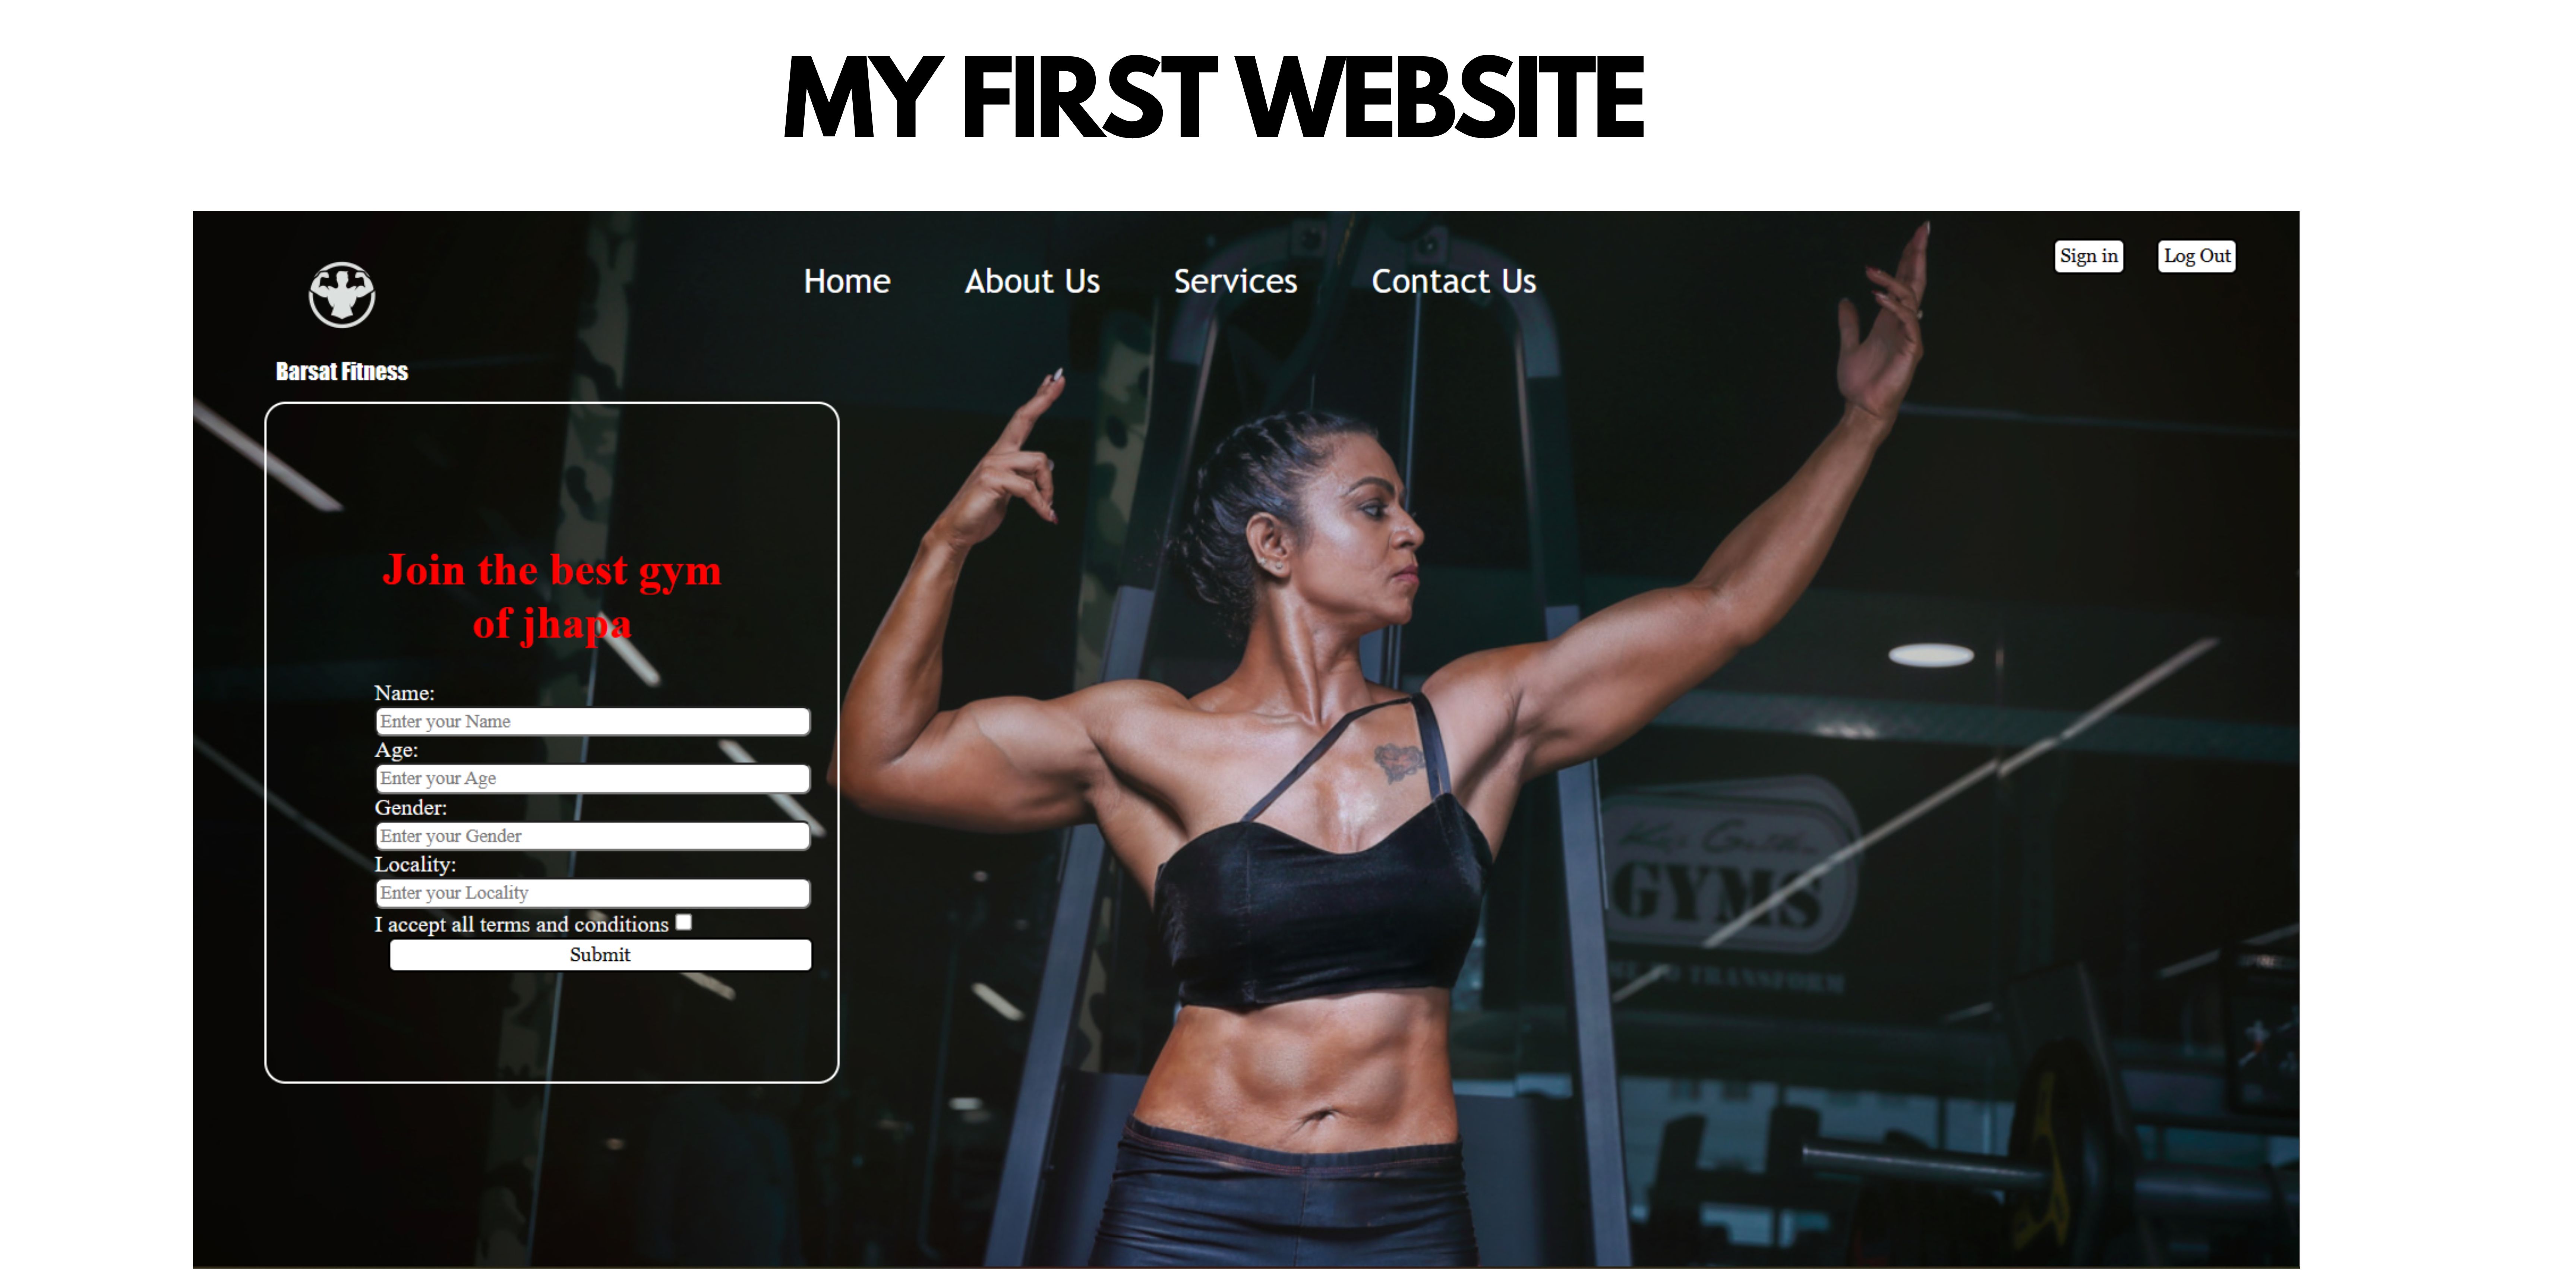 MY FIRST WEBSITE
Home About Us Services Contact Us
Sign in Log Out
Barsat Fitness
Join the best gym
of jhapa
Name:
Enter your Name
Age:
Enter your Age
Gender:
Enter your Gender
Locality:
Enter your Locality
I accept all terms and conditions
Submit
GYMS
TO TRANSFORM